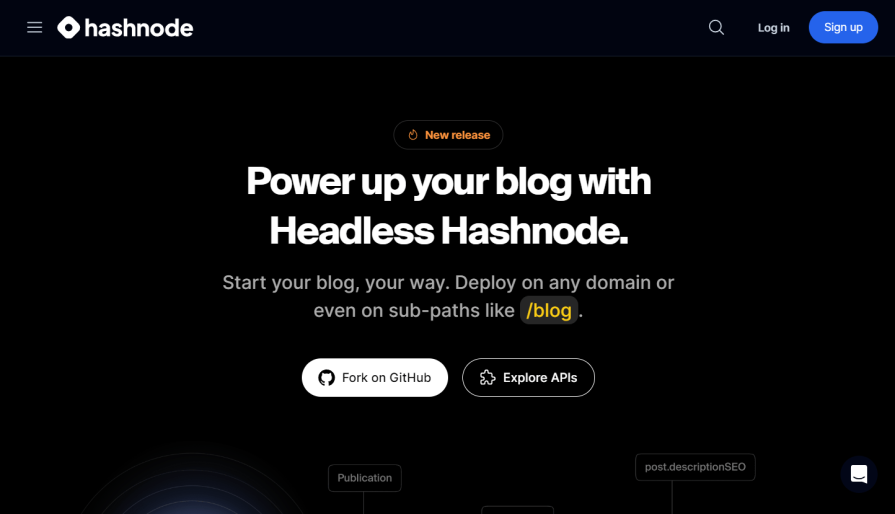 hashnode
Log in
Sign up
New release
Power up your blog with
Headless Hashnode.
Start your blog, your way. Deploy on any domain or
even on sub-paths like /blog.
Fork on GitHub
Explore APIs
post.descriptionSEO
Publication